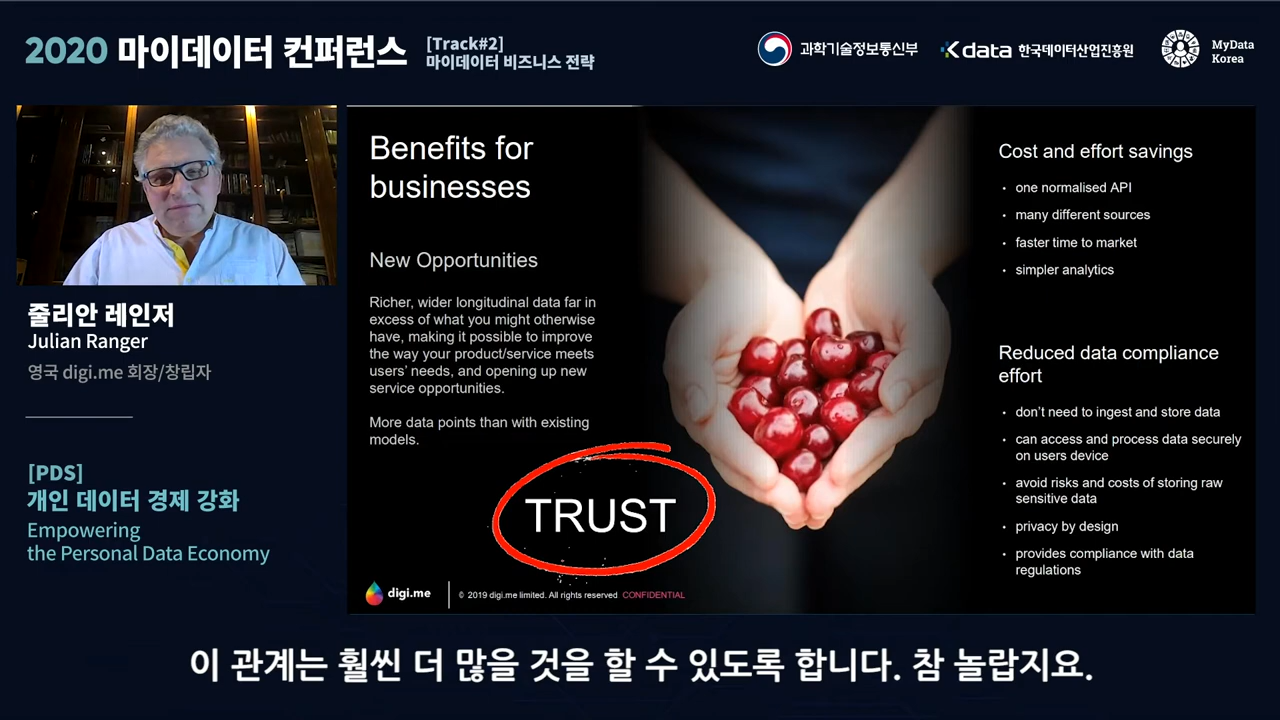 2020 마이데이터 컨퍼런스
[Track#2]
마이데이터 비즈니스 전략
과학기술정보통신부
Kdata 한국데이터산업진흥원
MyData
Korea
줄리안 레인저
Julian Ranger
영국 digi.me 회장/창립자
[PDS]
개인 데이터 경제 강화
Empowering
the Personal Data Economy
Benefits for
businesses
New Opportunities
Richer, wider longitudinal data far in
excess of what you might otherwise
have, making it possible to improve
the way your product/service meets
users' needs, and opening up new
service opportunities.
More data points than with existing
models.
TRUST
digi.me
© 2019 digi.me limited. All rights reserved CONFIDENTIAL
Cost and effort savings
• one normalised API
• many different sources
• faster time to market
• simpler analytics
Reduced data compliance
effort
• don't need to ingest and store data
• can access and process data securely
on users device
• avoid risks and costs of storing raw
sensitive data
• privacy by design
• provides compliance with data
regulations
이 관계는 훨씬 더 많을 것을 할 수 있도록 합니다. 참 놀랍지요.